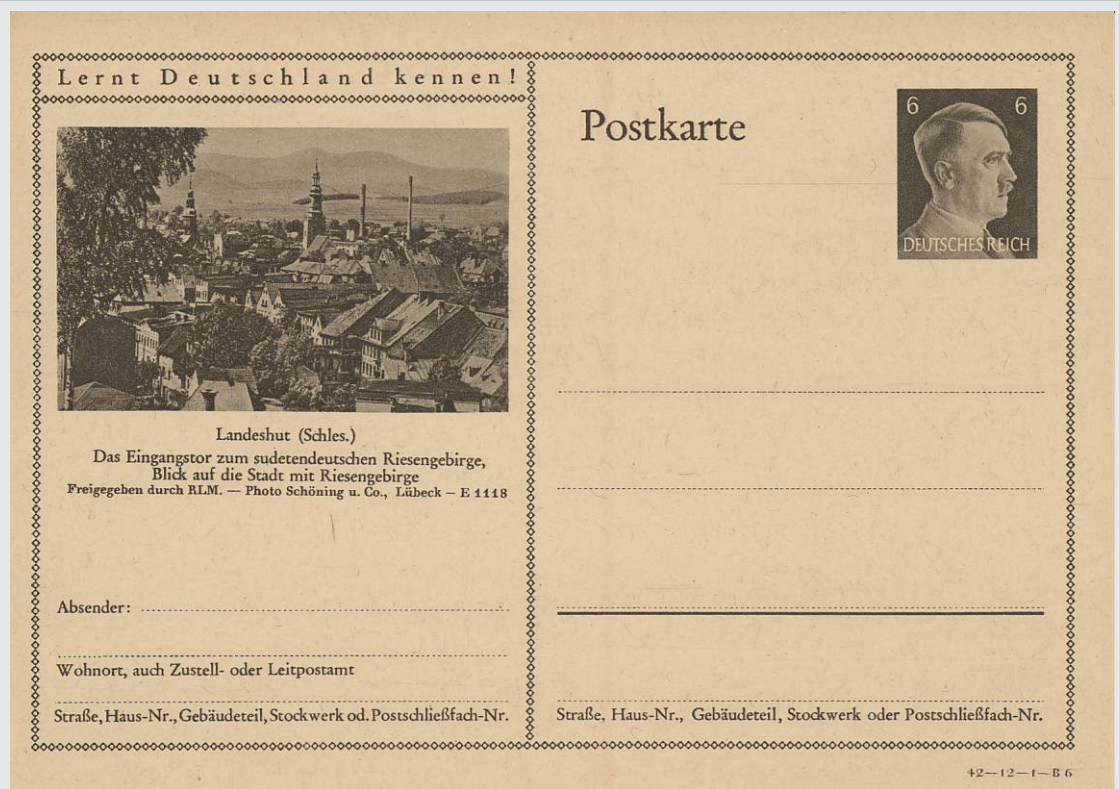 Lernt Deutschland kennen!
Landeshut (Schles.)
Das Eingangstor zum sudetendeutschen Riesengebirge,
Blick auf die Stadt mit Riesengebirge
Freigegeben durch RLM. — Photo Schöning u. Co., Lübeck – E 1118
Absender:
Wohnort, auch Zustell- oder Leitpostamt
Straße, Haus-Nr., Gebäudeteil, Stockwerk od. Postschließfach-Nr.
Postkarte
6 6
DEUTSCHES REICH
Straße, Haus-Nr., Gebäudeteil, Stockwerk oder Postschließfach-Nr.
42—12—1—B 6